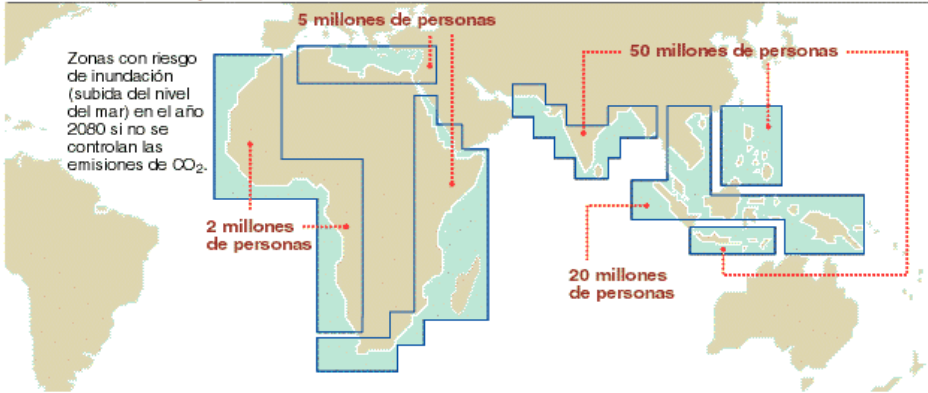 5 millones de personas
50 millones de personas
Zonas con riesgo
de inundación
(subida del nivel
del mar) en el año
2080 si no se
controlan las
emisiones de CO₂.
2 millones
de personas
20 millones
de personas